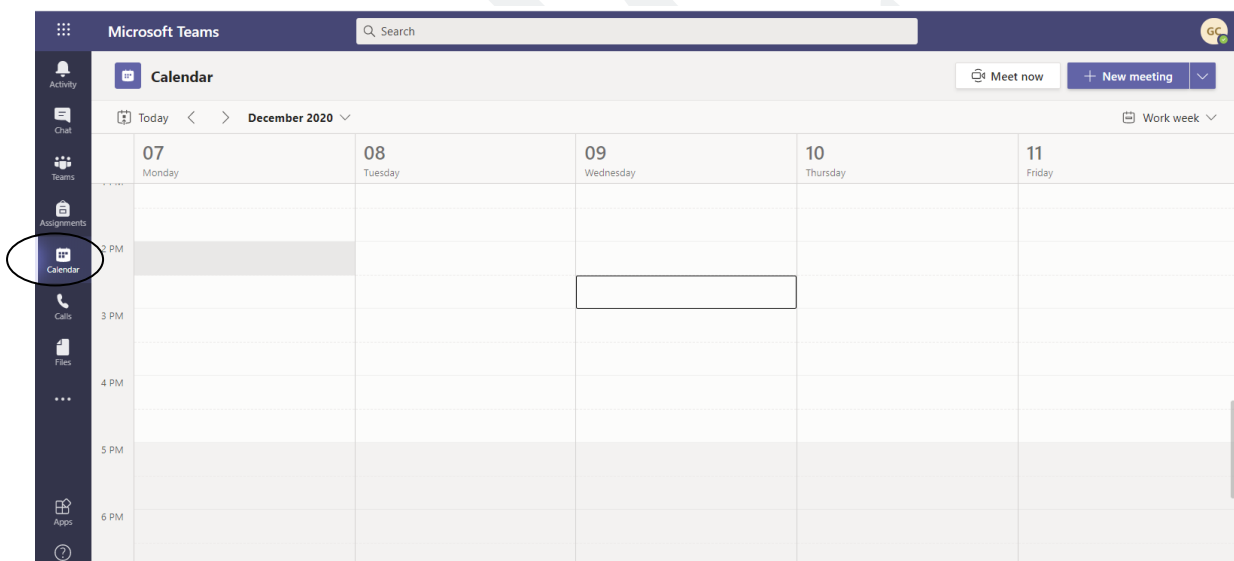 Microsoft Teams
Search
GC
Activity
Chat
Teams
Assignments
Calendar
Calls
Files
Apps
Calendar
Meet now
New meeting
Today
December 2020
Work week
07
Monday
08
Tuesday
09
Wednesday
10
Thursday
11
Friday
2 PM
3 PM
4 PM
5 PM
6 PM